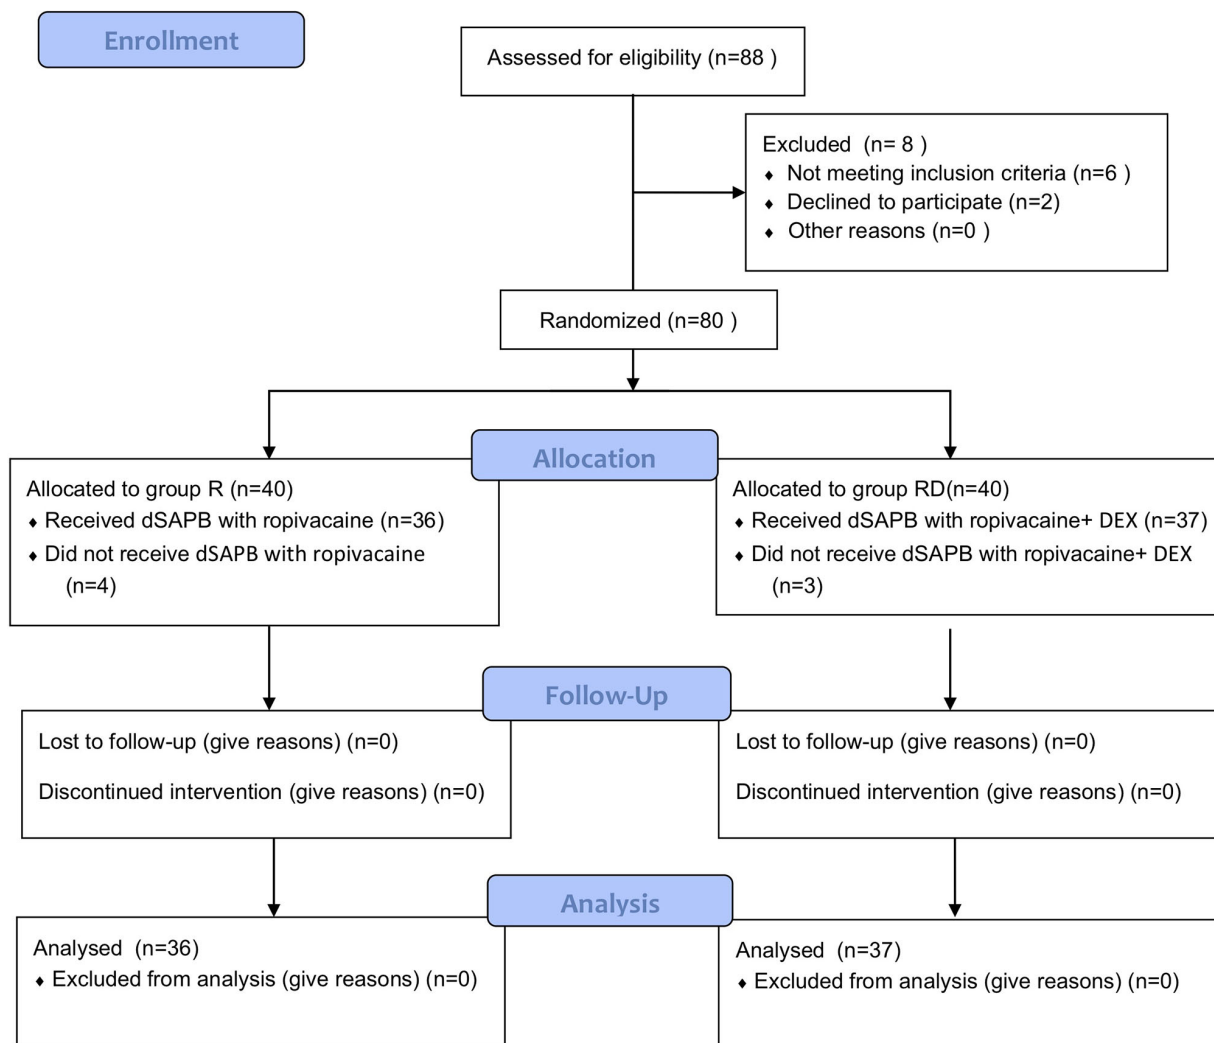 Enrollment
Assessed for eligibility (n=88 )
Excluded  (n= 8 )
♦ Not meeting inclusion criteria (n=6 )
♦ Declined to participate (n=2)
♦ Other reasons (n=0 )
Randomized (n=80 )
Allocation
Allocated to group R (n=40)
♦ Received dSAPB with ropivacaine (n=36)
♦ Did not receive dSAPB with ropivacaine
(n=4)
Allocated to group RD(n=40)
♦ Received dSAPB with ropivacaine+ DEX (n=37)
♦ Did not receive dSAPB with ropivacaine+ DEX
(n=3)
Follow-Up
Lost to follow-up (give reasons) (n=0)
Discontinued intervention (give reasons) (n=0)
Lost to follow-up (give reasons) (n=0)
Discontinued intervention (give reasons) (n=0)
Analysis
Analysed  (n=36)
♦ Excluded from analysis (give reasons) (n=0)
Analysed  (n=37)
♦ Excluded from analysis (give reasons) (n=0)